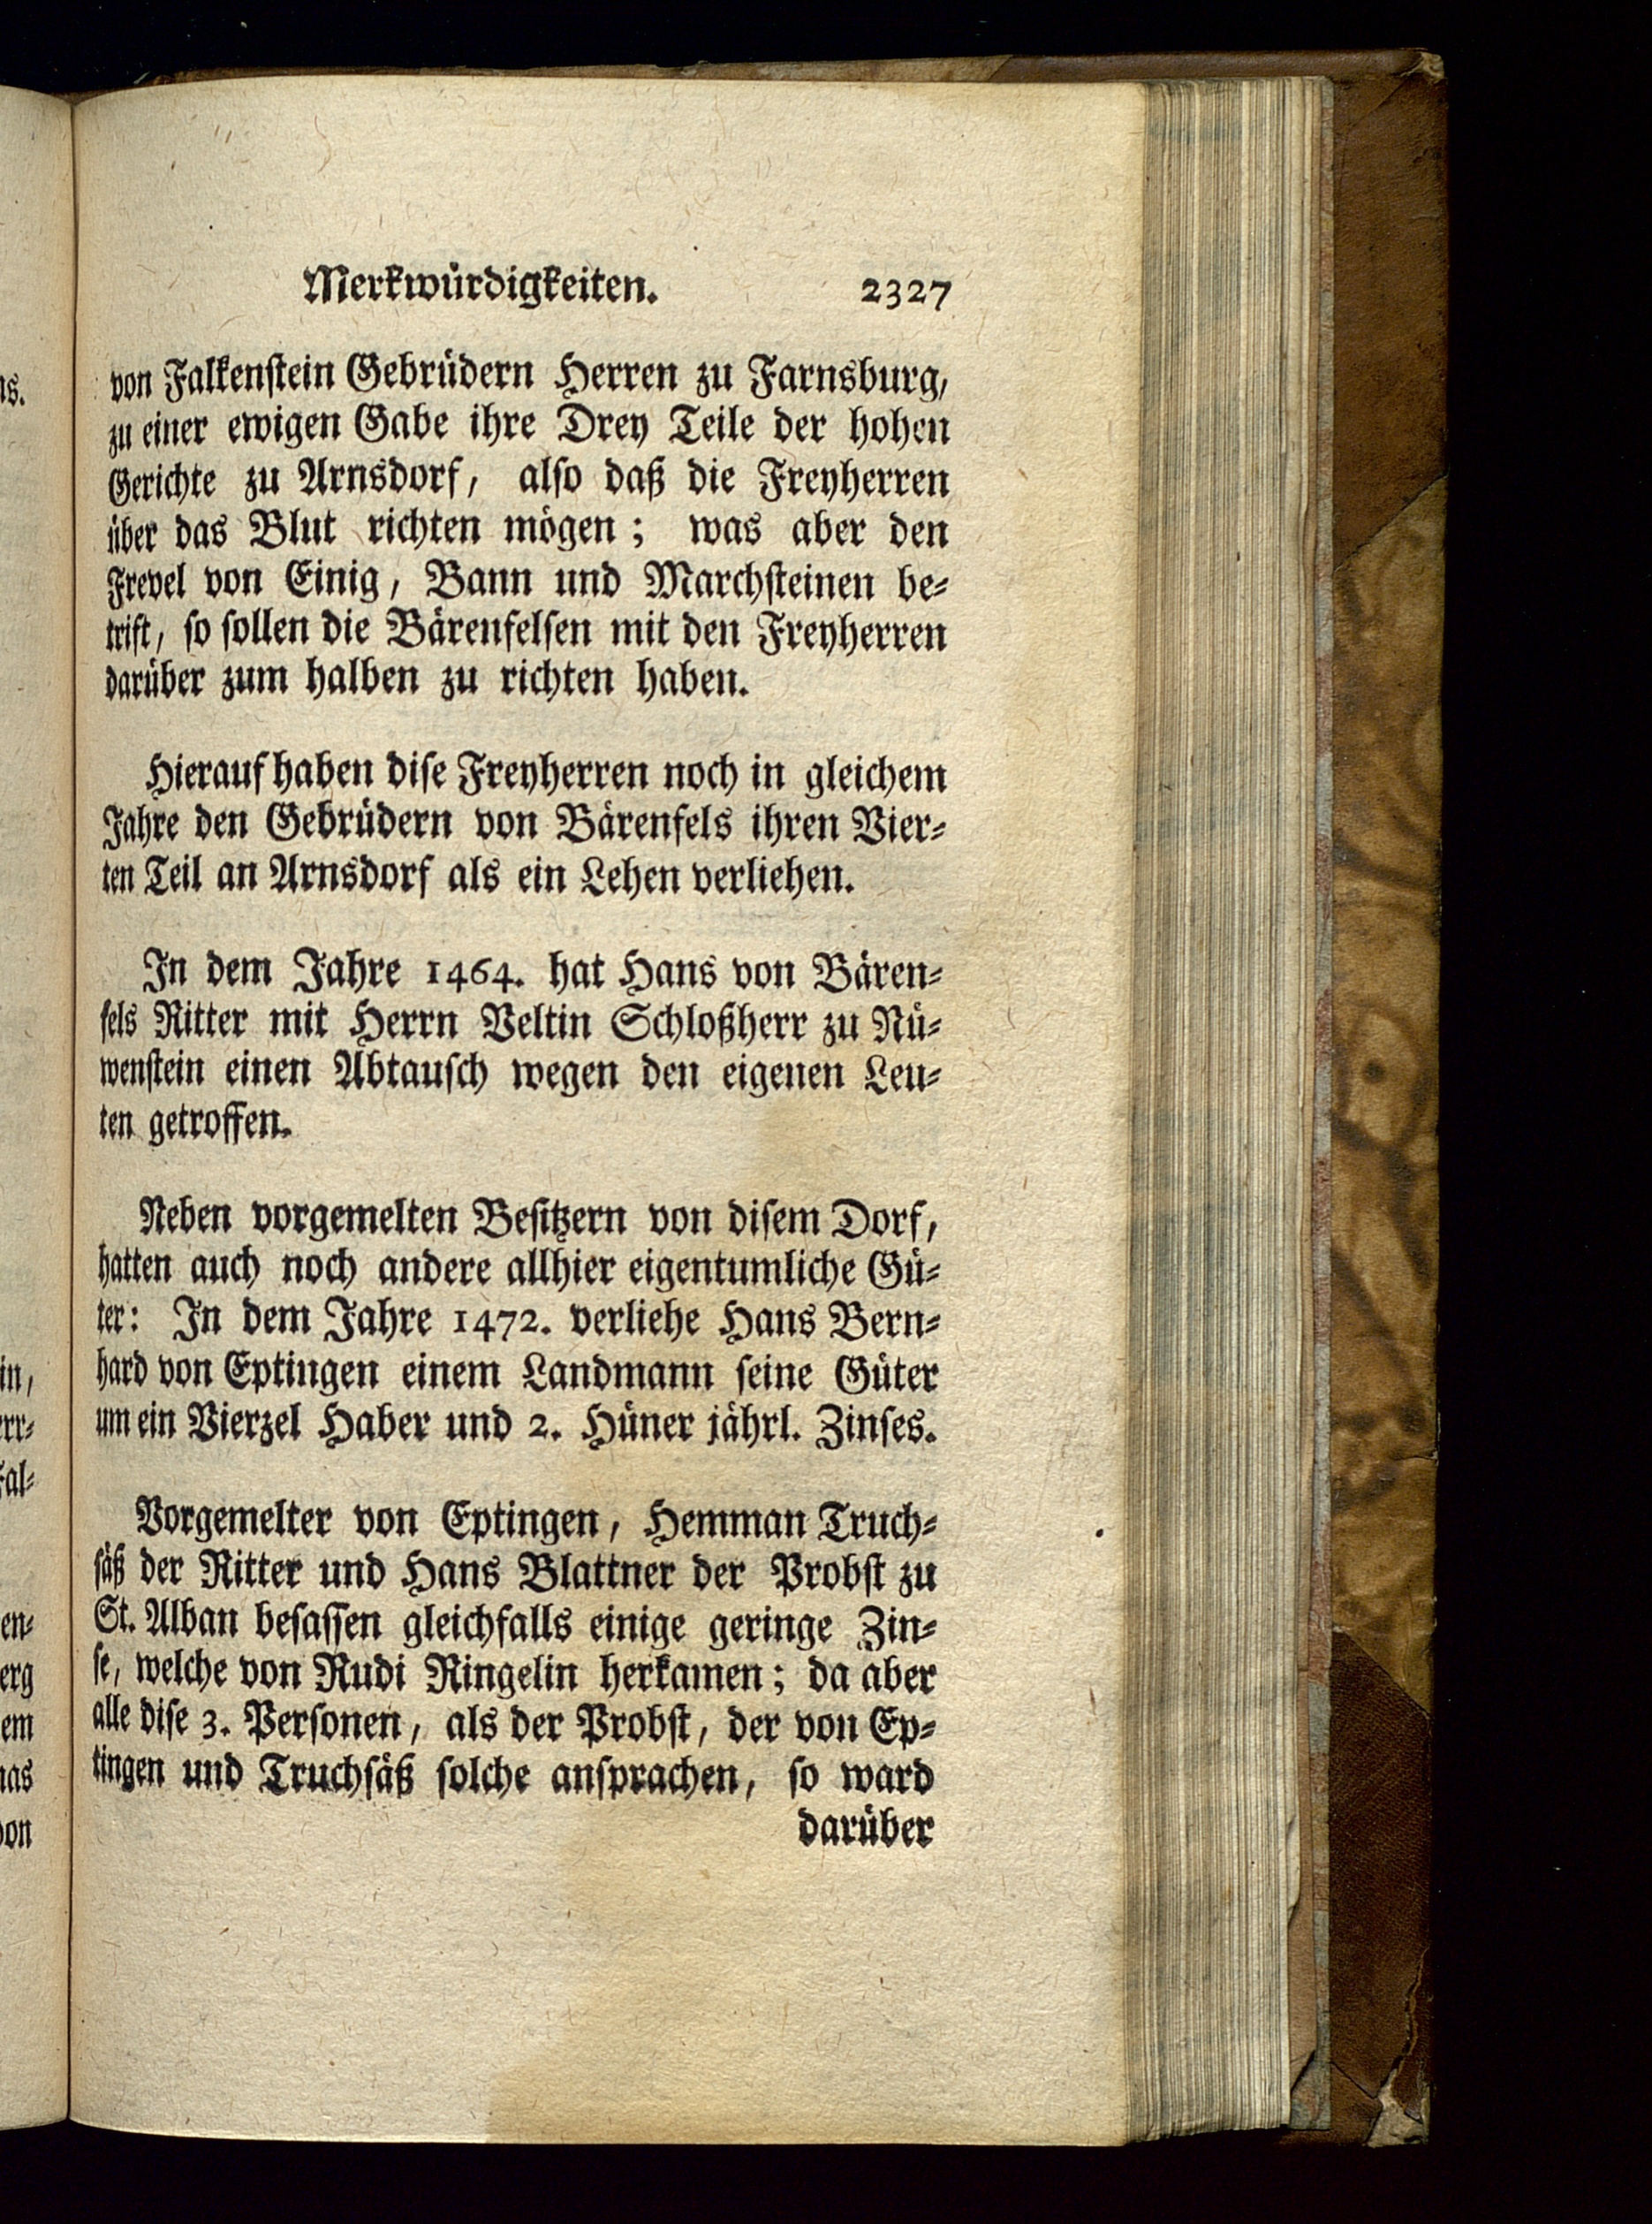 Merkwürdigkeiten. 2327
von Falkenstein Gebrüdern Herren zu Farnsburg,
zu einer ewigen Gabe ihre Drey Teile der hohen
Gerichte zu Arnsdorf, also daß die Freyherren
über das Blut richten mögen; was aber den
Frevel von Einig, Bann und Marchsteinen be-
trift, so sollen die Bärenfelsen mit den Freyherren
darüber zum halben zu richten haben.
Hierauf haben dise Freyherren noch in gleichem
Jahre den Gebrüdern von Bärenfels ihren Vier-
ten Teil an Arnsdorf als ein Lehen verliehen.
In dem Jahre 1464. hat Hans von Bären-
fels Ritter mit Herrn Veltin Schloßherr zu Nü-
wenstein einen Abtausch wegen den eigenen Leu-
ten getroffen.
Neben vorgemelten Besitzern von disem Dorf,
hatten auch noch andere allhier eigentumliche Gü-
ter: In dem Jahre 1472. verliehe Hans Bern-
hard von Eptingen einem Landmann seine Güter
um ein Vierzel Haber und 2. Hüner jährl. Zinses.
Vorgemelter von Eptingen, Hemman Truch-
säß der Ritter und Hans Blattner der Probst zu
St. Alban besassen gleichfalls einige geringe Zin-
se, welche von Rudi Ringelin herkamen; da aber
alle dise 3. Personen, als der Probst, der von Ep-
tingen und Truchsäß solche ansprachen, so ward
darüber